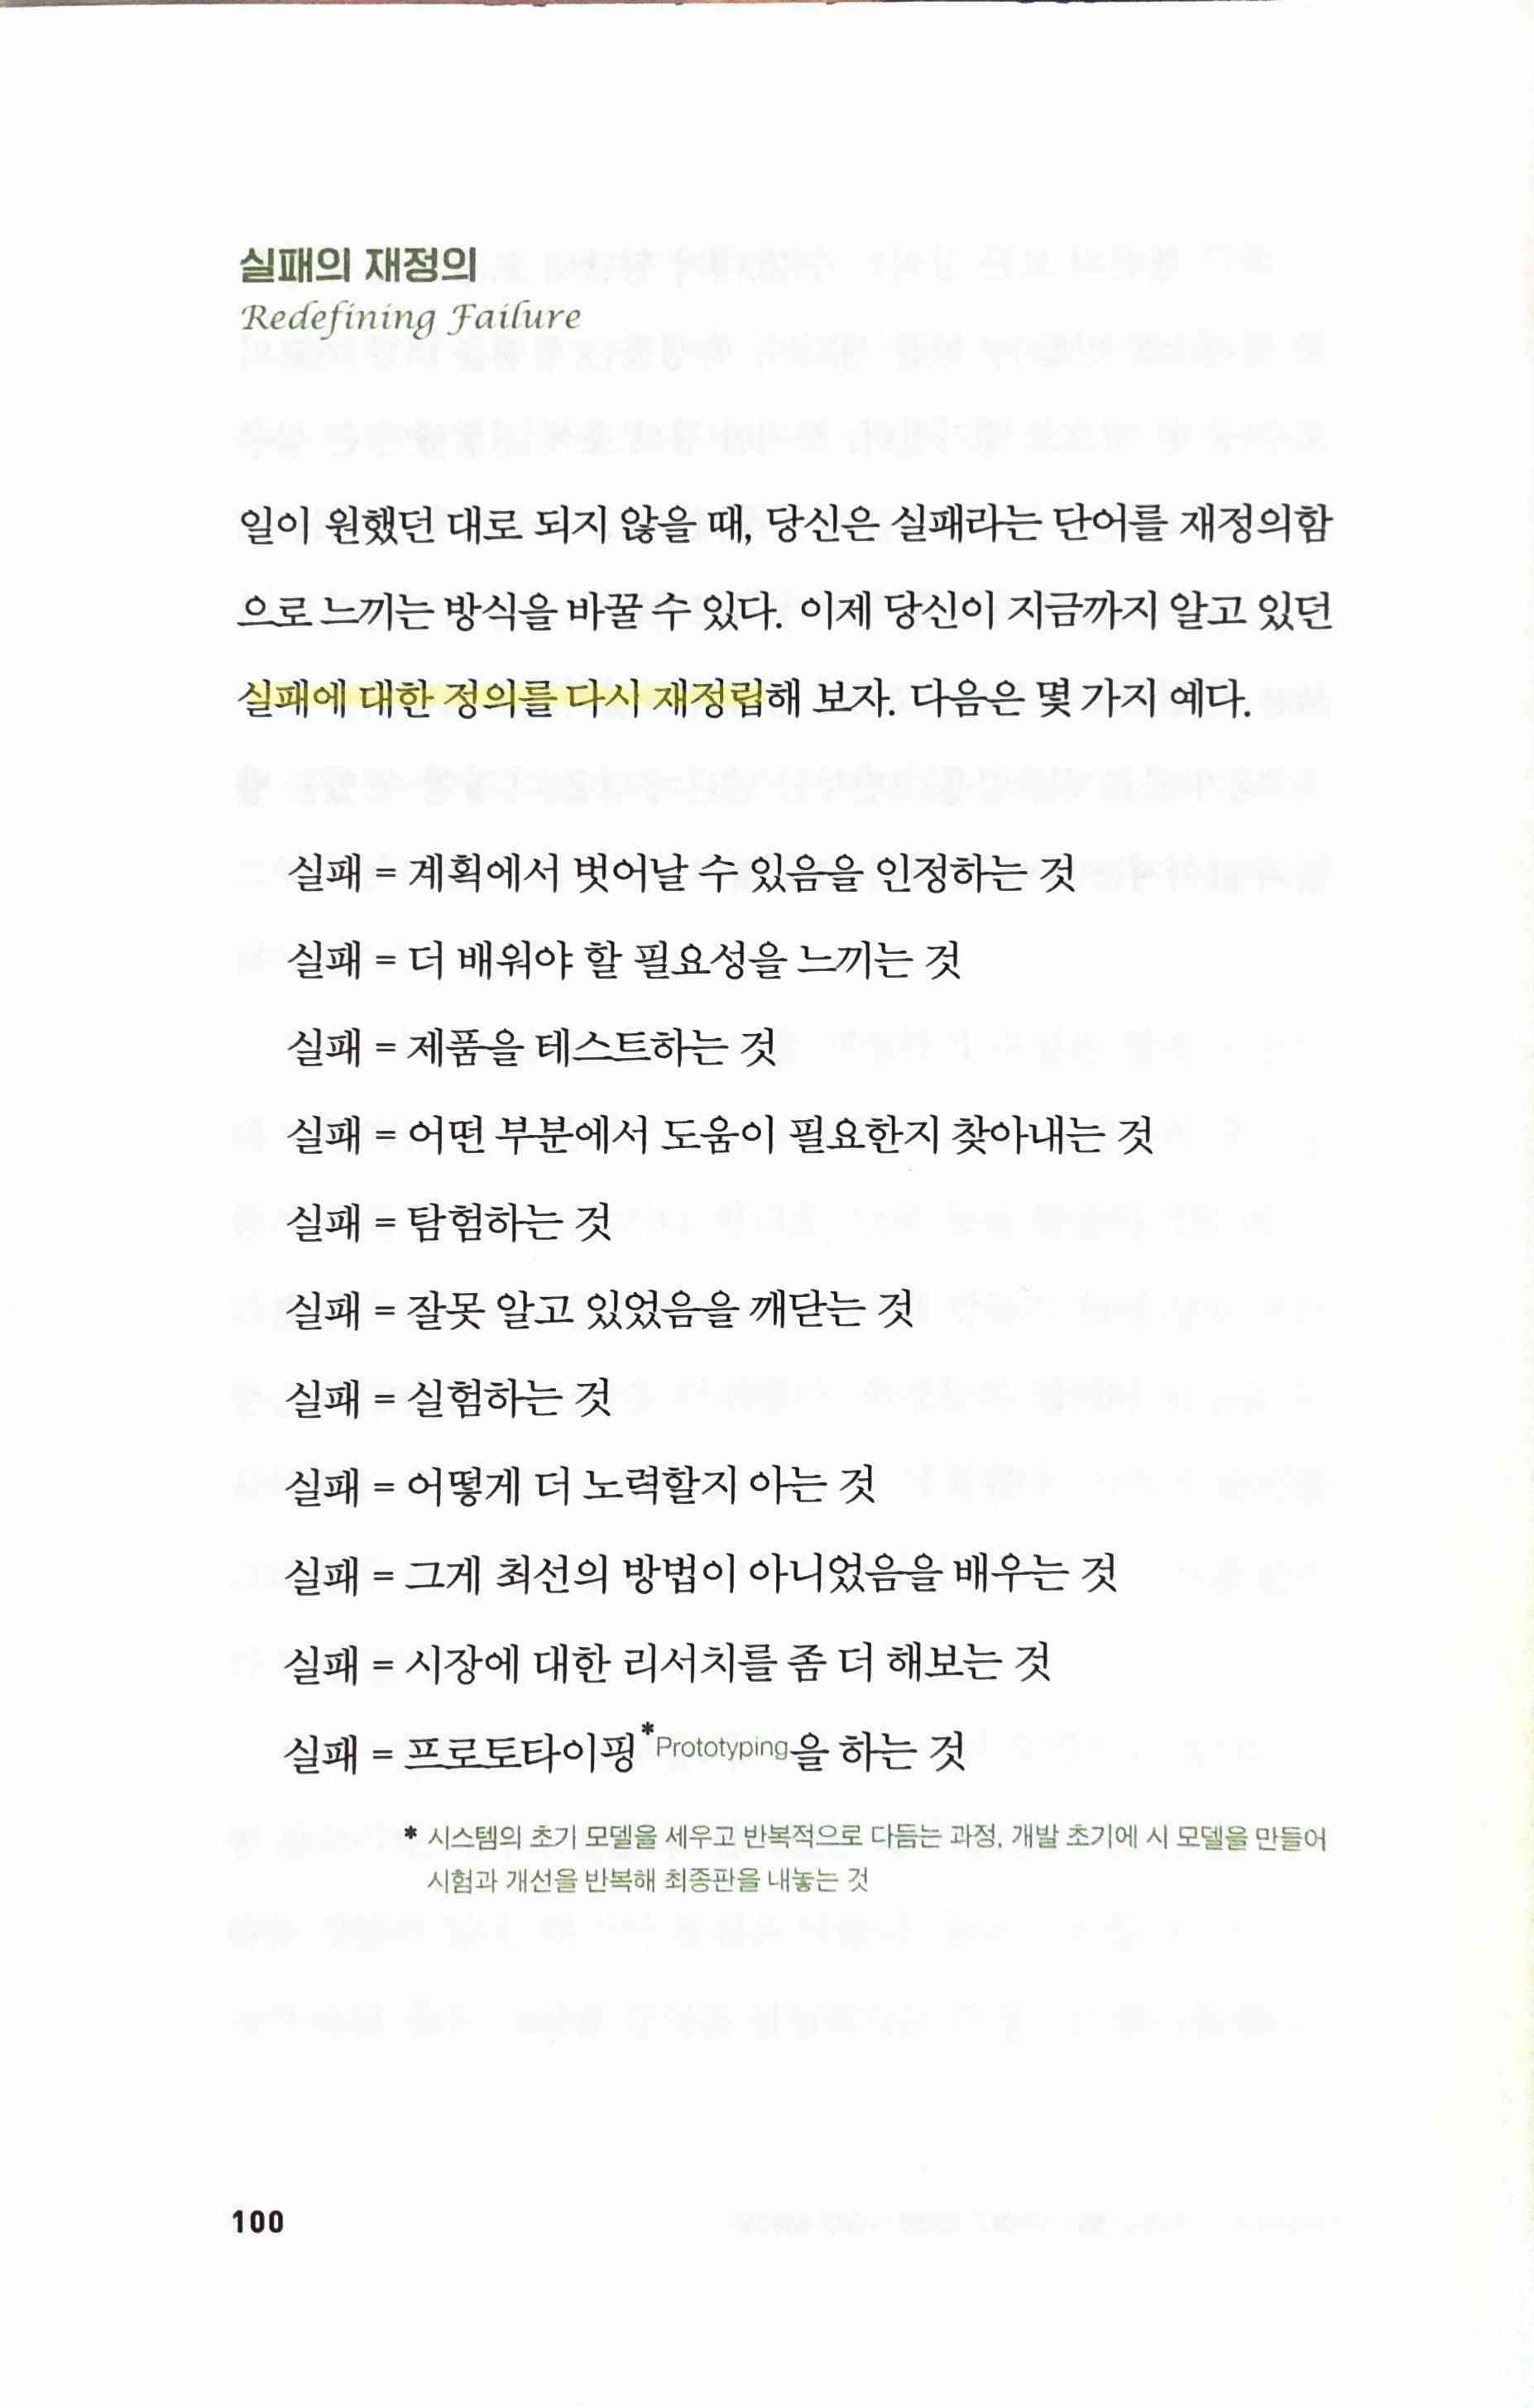 실패의 재정의
Redefining Failure
일이 원했던 대로 되지 않을 때, 당신은 실패라는 단어를 재정의함
으로 느끼는 방식을 바꿀 수 있다. 이제 당신이 지금까지 알고 있던
실패에 대한 정의를 다시 재정립해 보자. 다음은 몇 가지 예다.
실패 = 계획에서 벗어날 수 있음을 인정하는 것
실패 = 더 배워야 할 필요성을 느끼는 것
실패 = 제품을 테스트하는 것
실패 = 어떤 부분에서 도움이 필요한지 찾아내는 것
실패 = 탐험하는 것
실패 = 잘못 알고 있었음을 깨닫는 것
실패 = 실험하는 것
실패 = 어떻게 더 노력할지 아는 것
실패 = 그게 최선의 방법이 아니었음을 배우는 것
실패 = 시장에 대한 리서치를 좀 더 해보는 것
실패 = 프로토타이핑*Prototyping을 하는 것
* 시스템의 초기 모델을 세우고 반복적으로 다듬는 과정, 개발 초기에 시 모델을 만들어
시험과 개선을 반복해 최종판을 내놓는 것
100